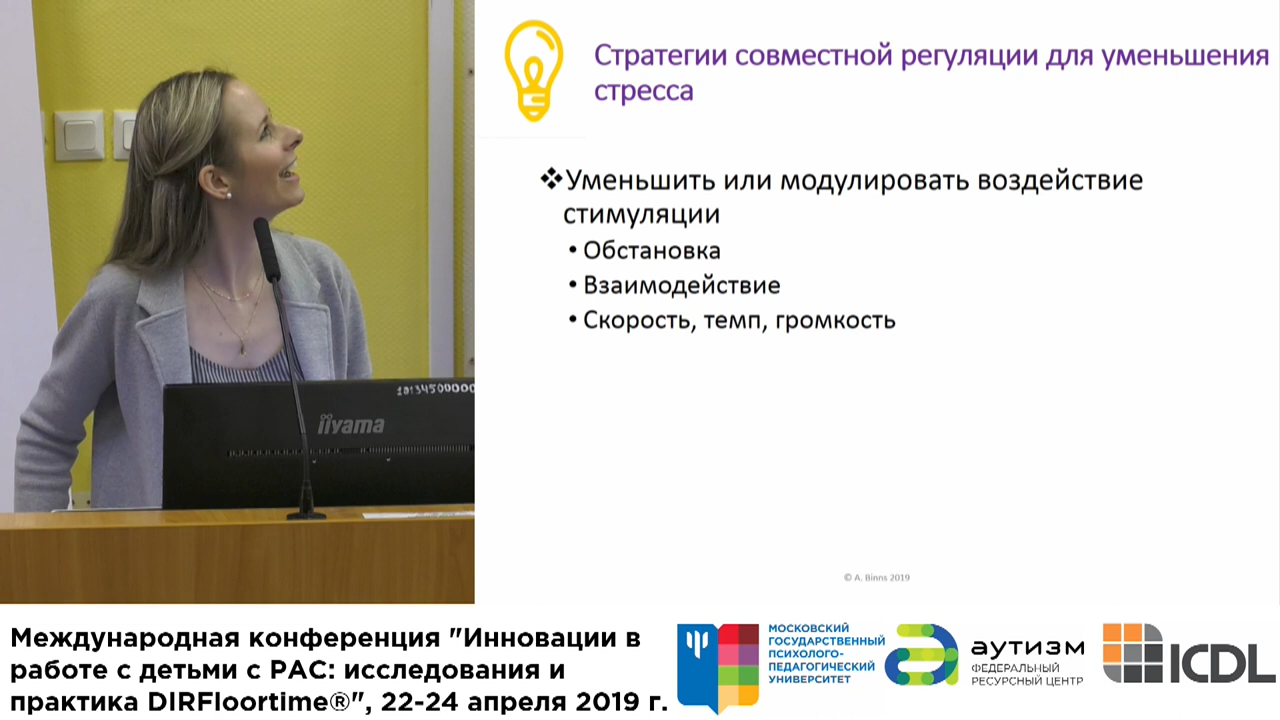 Стратегии совместной регуляции для уменьшения
стресса
❖Уменьшить или модулировать воздействие
стимуляции
• Обстановка
• Взаимодействие
• Скорость, темп, громкость
© A. Binns 2019
iiyama
Международная конференция "Инновации в
работе с детьми с РАС: исследования и
практика DIRFloortime®", 22-24 апреля 2019 г.
МОСКОВСКИЙ
ГОСУДАРСТВЕННЫЙ
ПСИХОЛОГО-
ПЕДАГОГИЧЕСКИЙ
УНИВЕРСИТЕТ
аутизм
ФЕДЕРАЛЬНЫЙ
РЕСУРСНЫЙ ЦЕНТР
ICDL